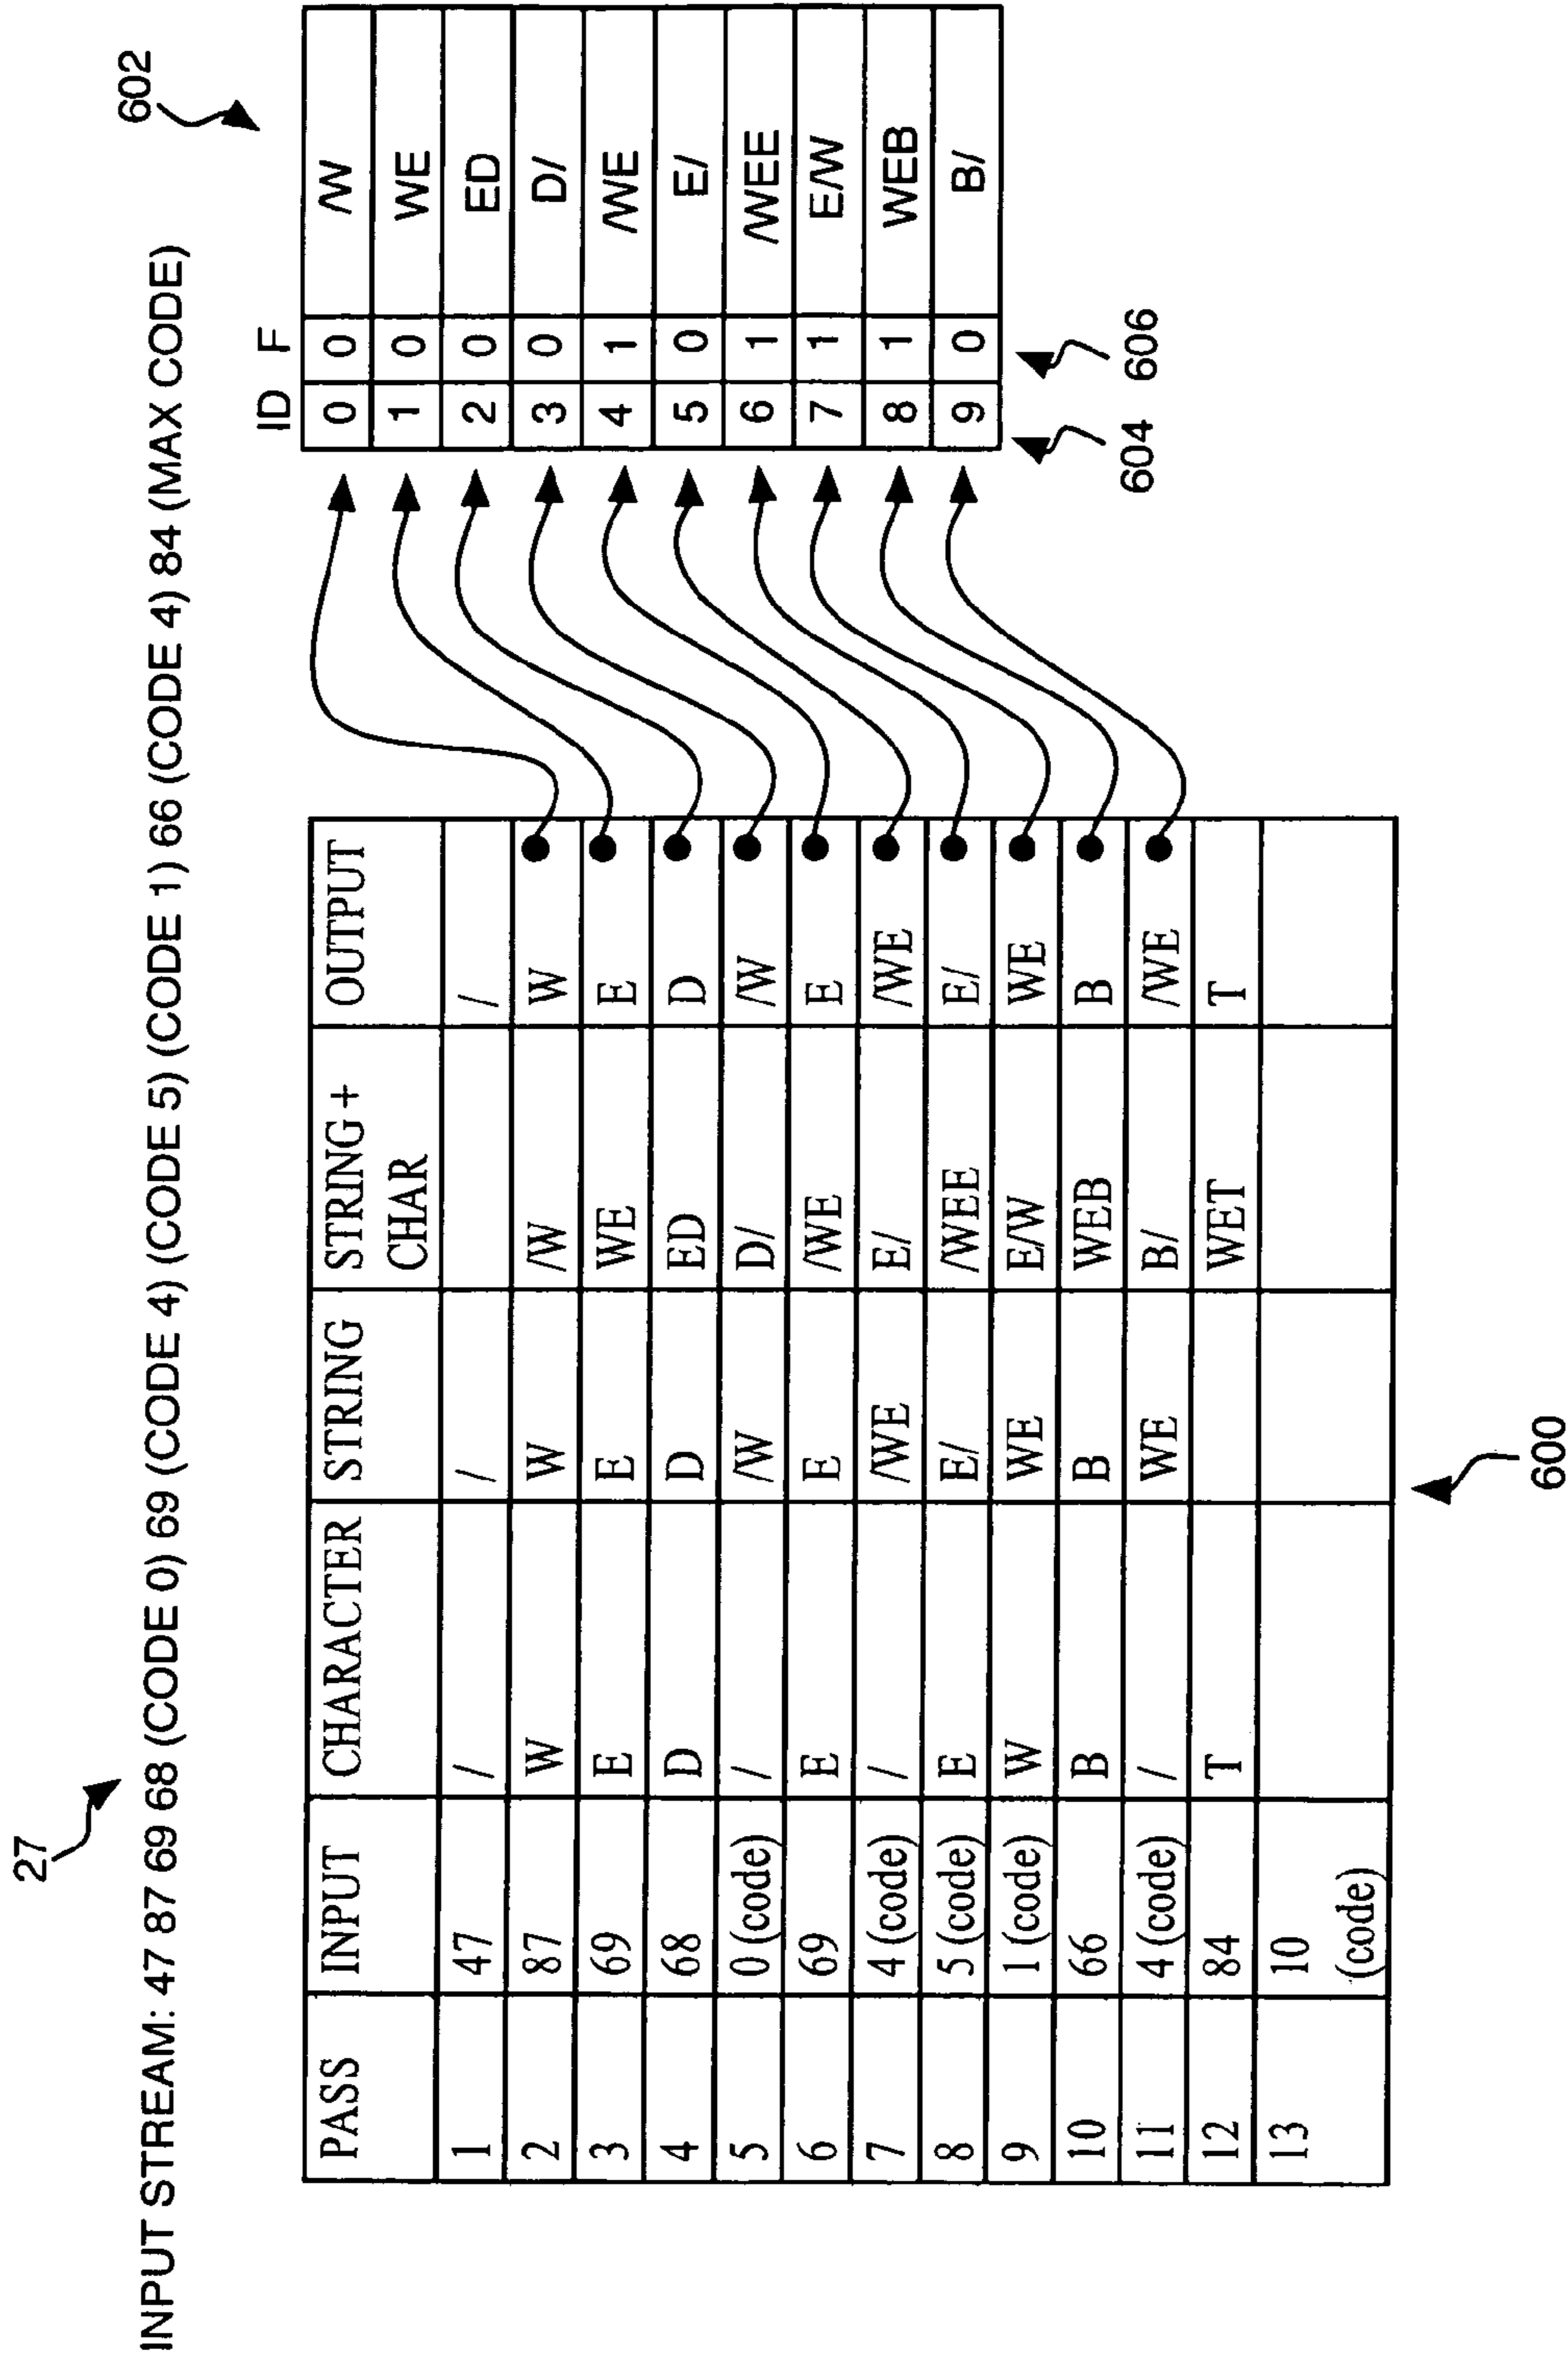 27
INPUT STREAM: 47 87 69 68 (CODE 0) 69 (CODE 4) (CODE 5) (CODE 1) 66 (CODE 4) 84 (MAX CODE)
PASS INPUT CHARACTER STRING STRING + CHAR OUTPUT
1 47 / / /
2 87 W W /W W
3 69 E E WE E
4 68 D D ED D
5 0 (code) / /W D/ /W
6 69 E E /WE E
7 4 (code) / /WE E/ /WE
8 5 (code) E E/ /WEE E/
9 1 (code) W WE E/W WE
10 66 B B WEB B
11 4 (code) / WE B/ /WE
12 84 T WET T
13 10 (code)
600
602
ID F
0 0 /W
1 0 WE
2 0 ED
3 0 D/
4 1 /WE
5 0 E/
6 1 /WEE
7 1 E/W
8 1 WEB
9 0 B/
604 606